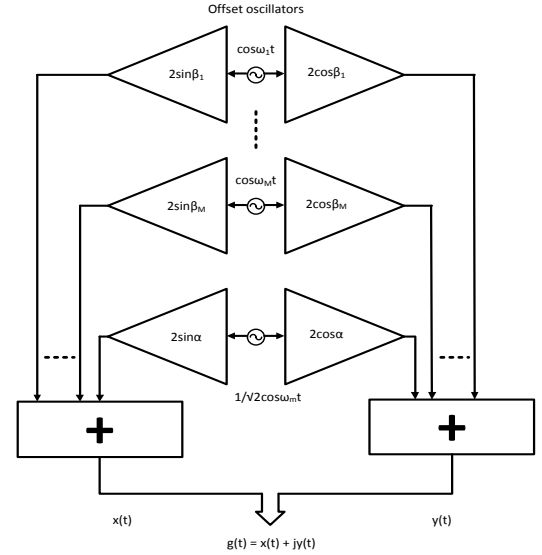 Offset oscillators
2sinβ₁
cosω₁t
2cosβ₁
2sinβ_M
cosω_Mt
2cosβ_M
2sinα
2cosα
1/√2cosω_mt
+
+
x(t)
y(t)
g(t) = x(t) + jy(t)